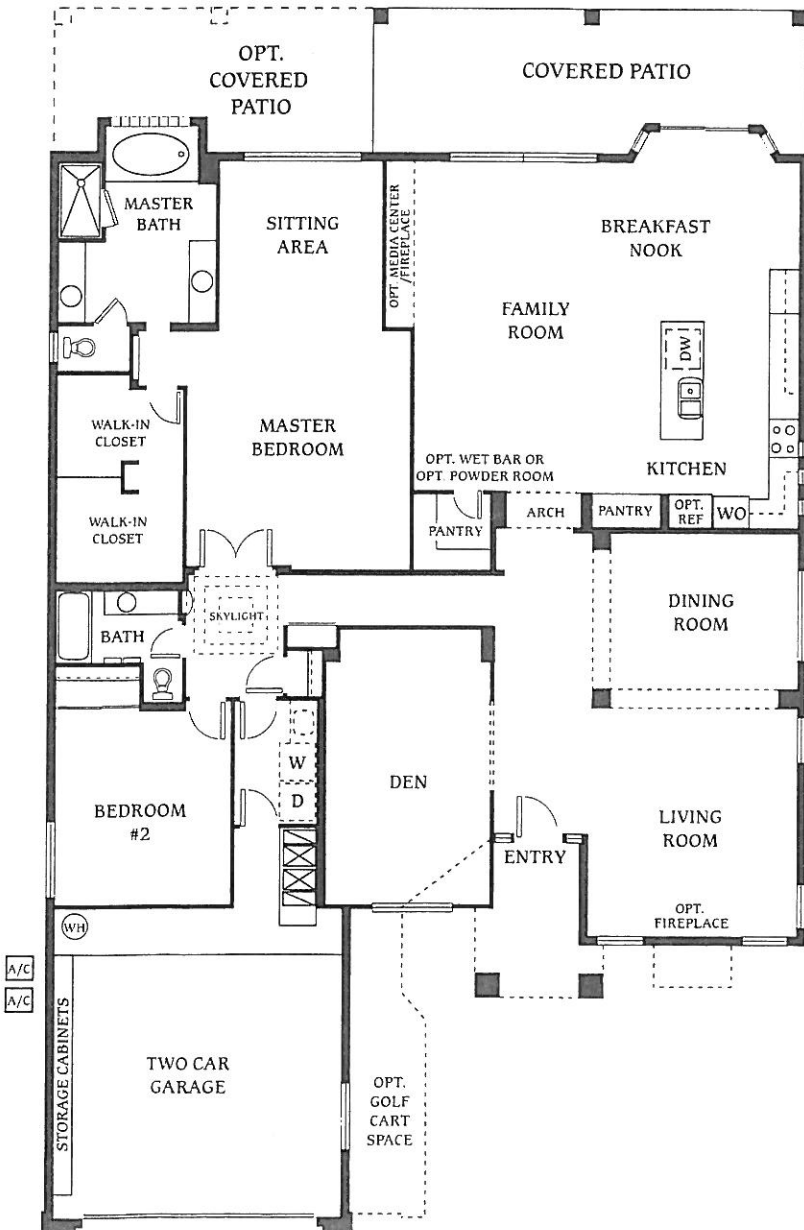 OPT.
COVERED
PATIO
COVERED PATIO
MASTER
BATH
SITTING
AREA
OPT. MEDIA CENTER
/FIREPLACE
BREAKFAST
NOOK
FAMILY
ROOM
DW
WALK-IN
CLOSET
MASTER
BEDROOM
OPT. WET BAR OR
OPT. POWDER ROOM
KITCHEN
WALK-IN
CLOSET
PANTRY
ARCH
PANTRY
OPT.
REF
WO
BATH
SKYLIGHT
DINING
ROOM
W
D
DEN
BEDROOM
#2
LIVING
ROOM
ENTRY
OPT.
FIREPLACE
WH
A/C
A/C
STORAGE CABINETS
TWO CAR
GARAGE
OPT.
GOLF
CART
SPACE